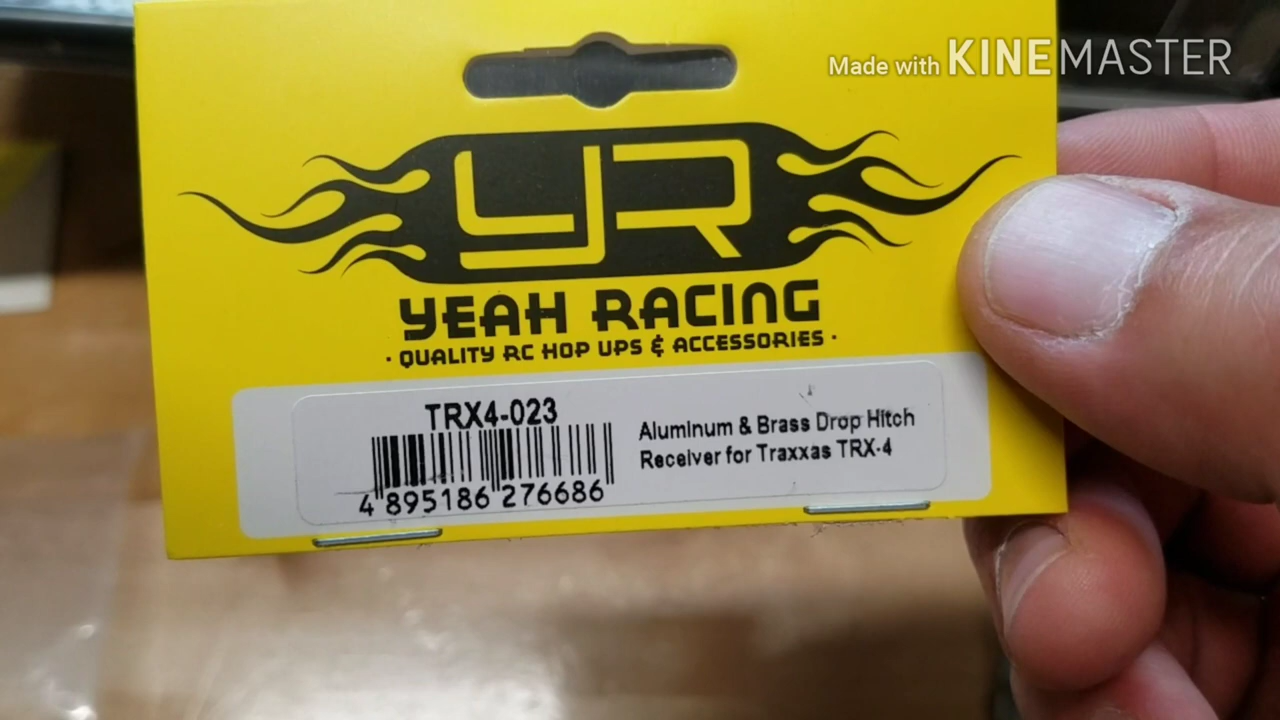 Made with KINEMASTER
YR
YEAH RACING
· QUALITY RC HOP UPS & ACCESSORIES ·
TRX4-023
4 895186 276686
Aluminum & Brass Drop Hitch
Receiver for Traxxas TRX-4